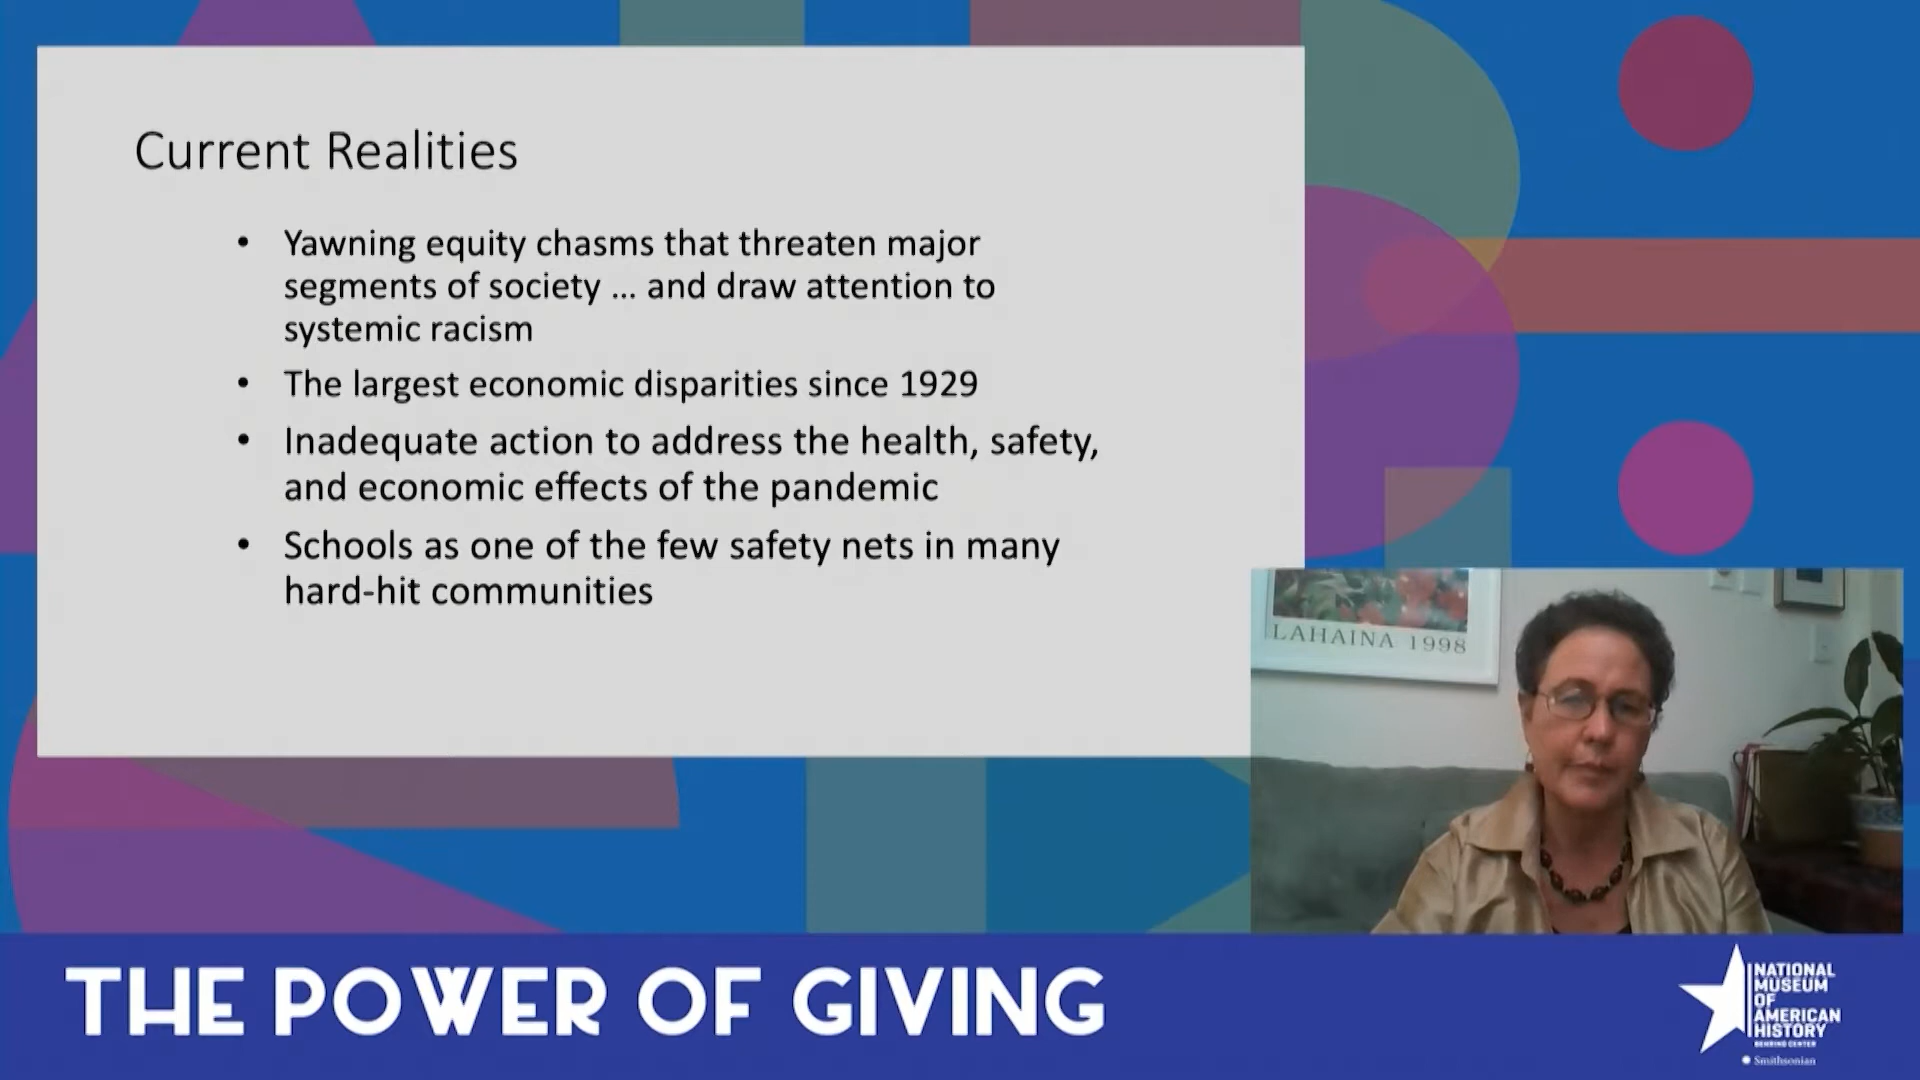 Current Realities
• Yawning equity chasms that threaten major
segments of society ... and draw attention to
systemic racism
• The largest economic disparities since 1929
• Inadequate action to address the health, safety,
and economic effects of the pandemic
• Schools as one of the few safety nets in many
hard-hit communities
LAHAINA 1998
THE POWER OF GIVING
NATIONAL
MUSEUM
OF
AMERICAN
HISTORY
BEHRING CENTER
Smithsonian